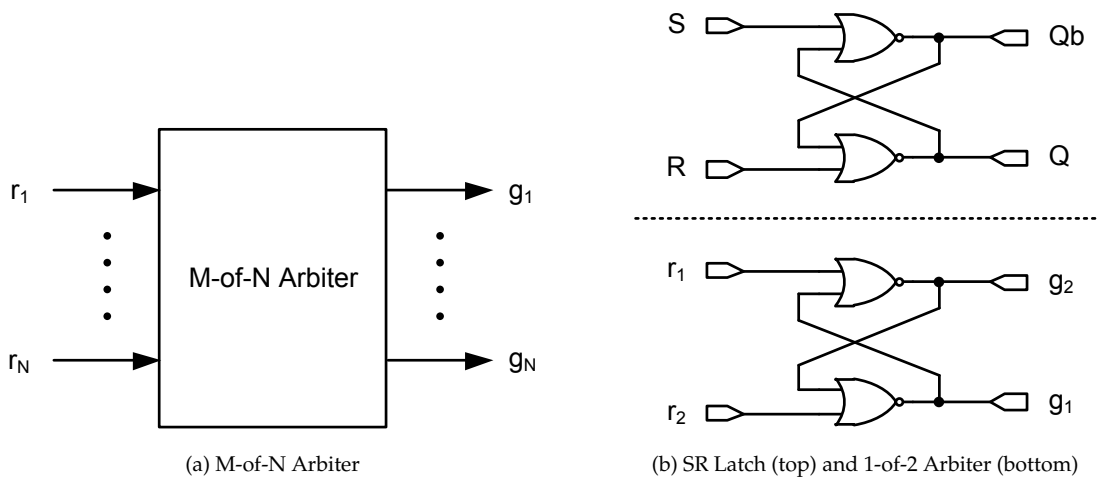 r1
rN
M-of-N Arbiter
g1
gN
(a) M-of-N Arbiter
S
R
Qb
Q
r1
r2
g2
g1
(b) SR Latch (top) and 1-of-2 Arbiter (bottom)